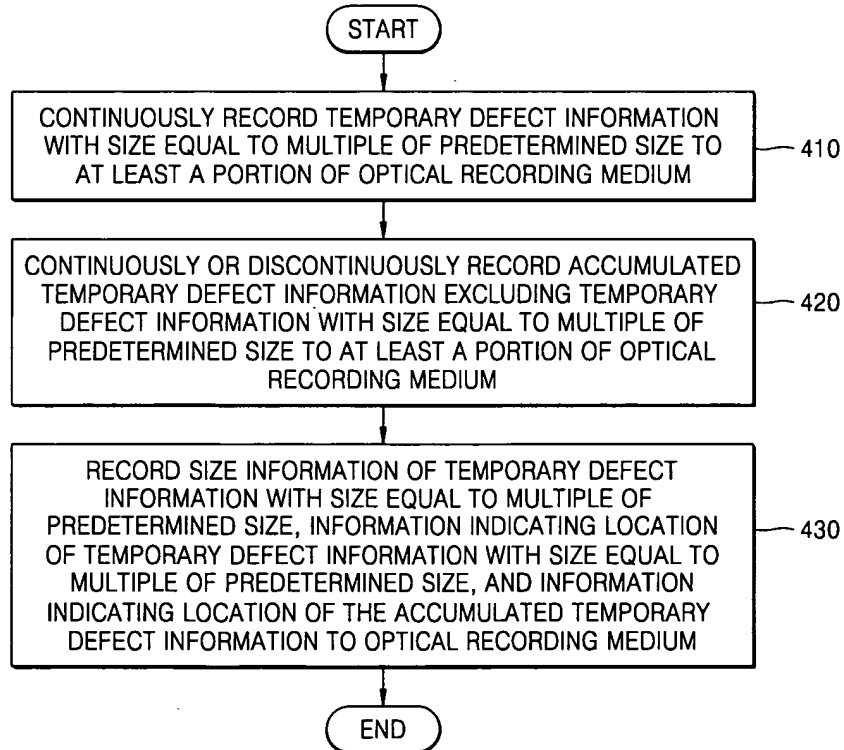 START
CONTINUOUSLY RECORD TEMPORARY DEFECT INFORMATION
WITH SIZE EQUAL TO MULTIPLE OF PREDETERMINED SIZE TO
AT LEAST A PORTION OF OPTICAL RECORDING MEDIUM
410
CONTINUOUSLY OR DISCONTINUOUSLY RECORD ACCUMULATED
TEMPORARY DEFECT INFORMATION EXCLUDING TEMPORARY
DEFECT INFORMATION WITH SIZE EQUAL TO MULTIPLE OF
PREDETERMINED SIZE TO AT LEAST A PORTION OF OPTICAL
RECORDING MEDIUM
420
RECORD SIZE INFORMATION OF TEMPORARY DEFECT
INFORMATION WITH SIZE EQUAL TO MULTIPLE OF
PREDETERMINED SIZE, INFORMATION INDICATING LOCATION
OF TEMPORARY DEFECT INFORMATION WITH SIZE EQUAL TO
MULTIPLE OF PREDETERMINED SIZE, AND INFORMATION
INDICATING LOCATION OF THE ACCUMULATED TEMPORARY
DEFECT INFORMATION TO OPTICAL RECORDING MEDIUM
430
END